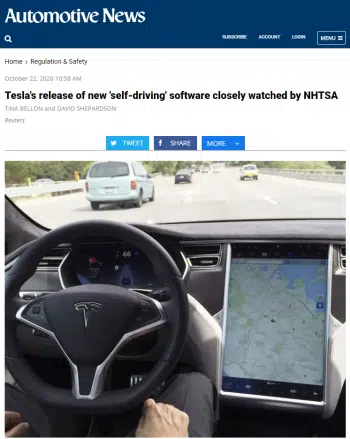 Automotive News
SUBSCRIBE ACCOUNT LOGIN MENU
Home > Regulation & Safety
October 22, 2020 10:58 AM
Tesla's release of new 'self-driving' software closely watched by NHTSA
TINA BELLON and DAVID SHEPARDSON
Reuters
TWEET SHARE MORE
66